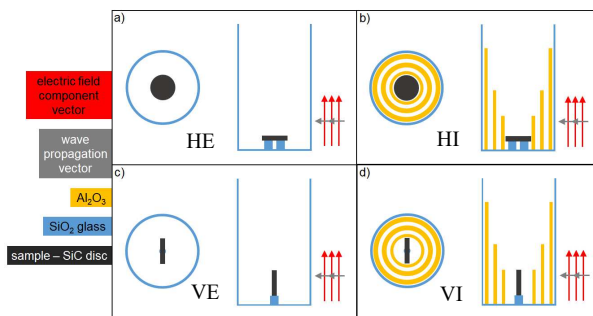 electric field
component
vector
wave
propagation
vector
Al₂O₃
SiO₂ glass
sample – SiC disc
a)
HE
b)
HI
c)
VE
d)
VI